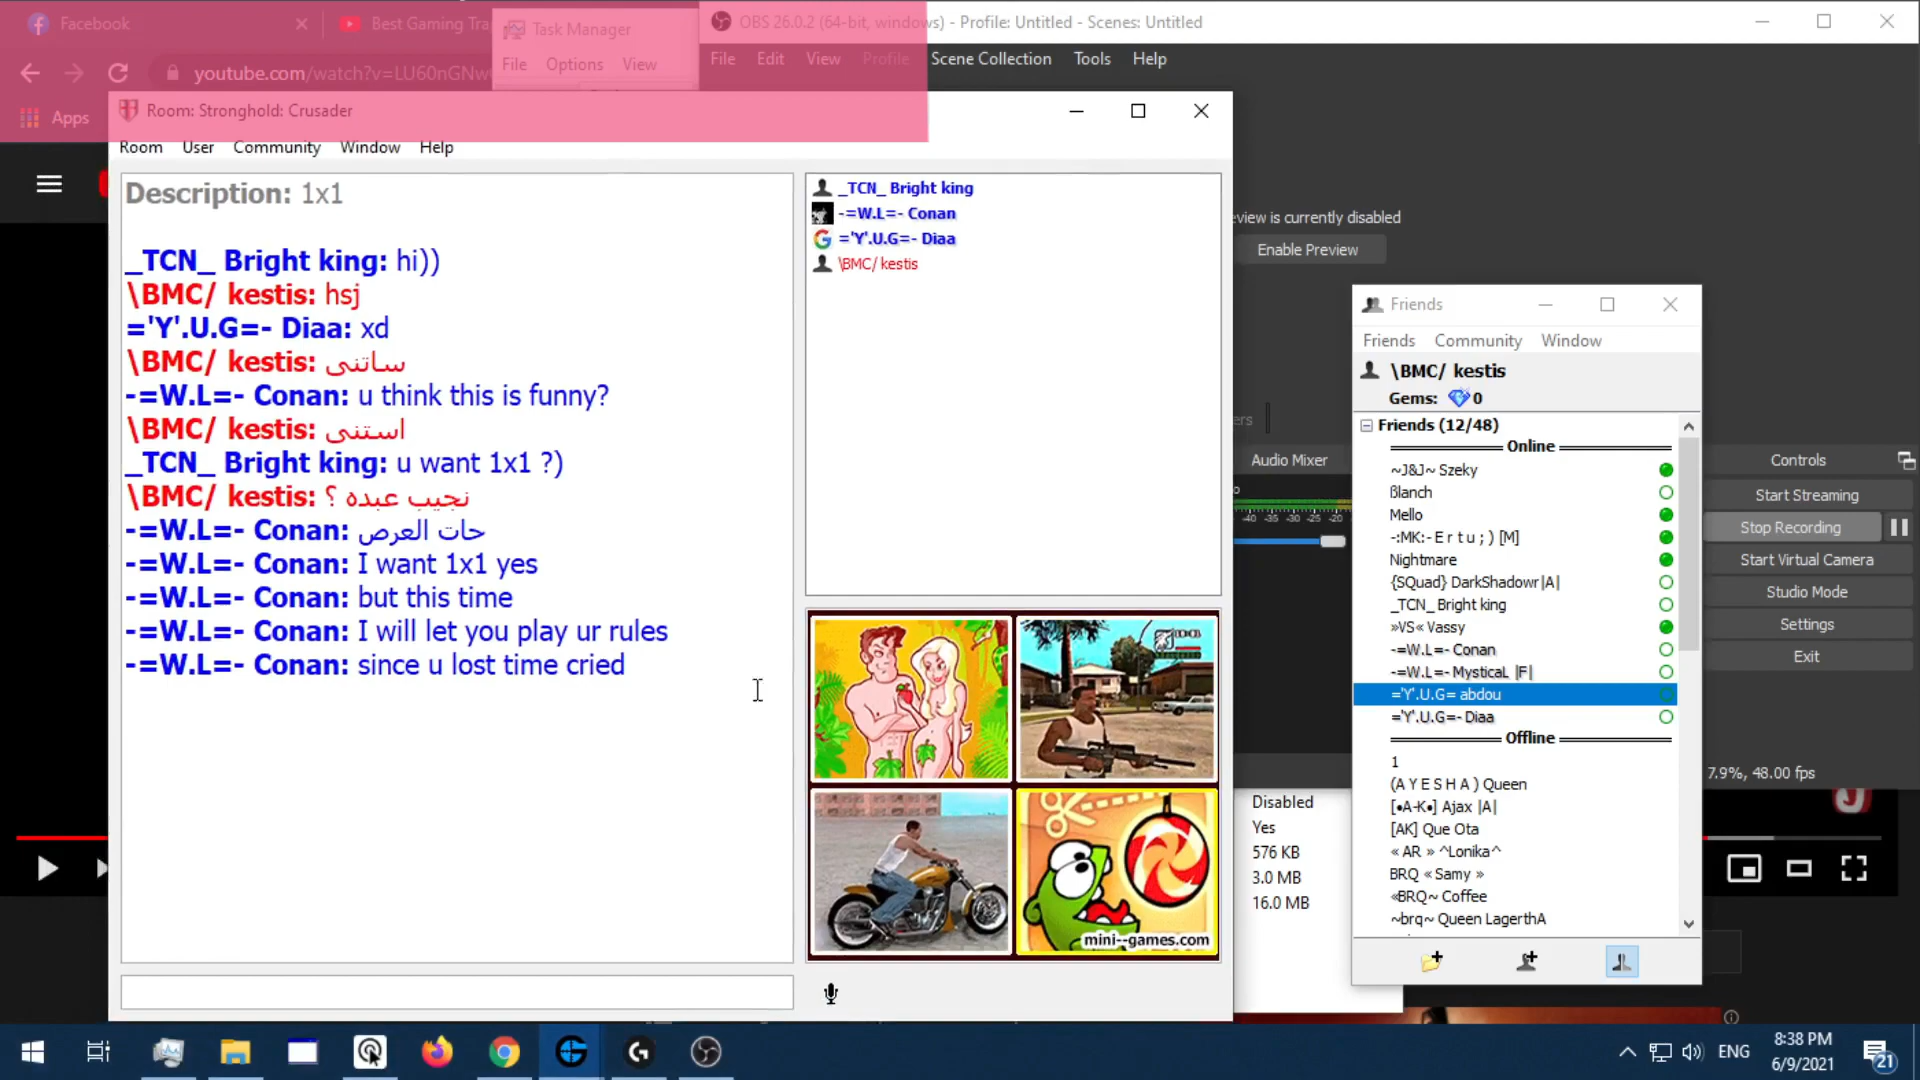 Facebook
Best Gaming Tra
Task Manager
OBS 26.0.2 (64-bit, windows) - Profile: Untitled - Scenes: Untitled
youtube.com/watch?v=LU60nGNw
File Options View
File Edit View Profile Scene Collection Tools Help
Apps
Room: Stronghold: Crusader
Room User Community Window Help
Description: 1x1
_TCN_ Bright king: hi))
\BMC/ kestis: hsj
='Y'.U.G=- Diaa: xd
\BMC/ kestis: ساتنى
-=W.L=- Conan: u think this is funny?
\BMC/ kestis: استنى
_TCN_ Bright king: u want 1x1 ?)
\BMC/ kestis: نجيب عبده ؟
-=W.L=- Conan: حات العرص
-=W.L=- Conan: I want 1x1 yes
-=W.L=- Conan: but this time
-=W.L=- Conan: I will let you play ur rules
-=W.L=- Conan: since u lost time cried
_TCN_ Bright king
-=W.L=- Conan
='Y'.U.G=- Diaa
\BMC/ kestis
mini--games.com
view is currently disabled
Enable Preview
ers
Audio Mixer
-40 -35 -30 -25 -20
Disabled
Yes
576 KB
3.0 MB
16.0 MB
Friends
Friends Community Window
\BMC/ kestis
Gems: 0
Friends (12/48)
Online
~J&J~ Szeky
ßlanch
Mello
-:MK:- E r t u ; ) [M]
Nightmare
{SQuad} DarkShadowr|A|
_TCN_ Bright king
»VS« Vassy
-=W.L=- Conan
-=W.L=- MysticaL |F|
='Y'.U.G= abdou
='Y'.U.G=- Diaa
Offline
1
(A Y E S H A ) Queen
[•A-K•] Ajax |A|
[AK] Que Ota
« AR » ^Lonika^
BRQ « Samy »
«BRQ~ Coffee
~brq~ Queen LagerthA
Controls
Start Streaming
Stop Recording
Start Virtual Camera
Studio Mode
Settings
Exit
7.9%, 48.00 fps
ENG
8:38 PM
6/9/2021
21